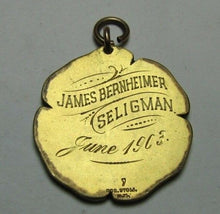 JAMES BERNHEIMER
SELIGMAN
June 1903.
N.Y.